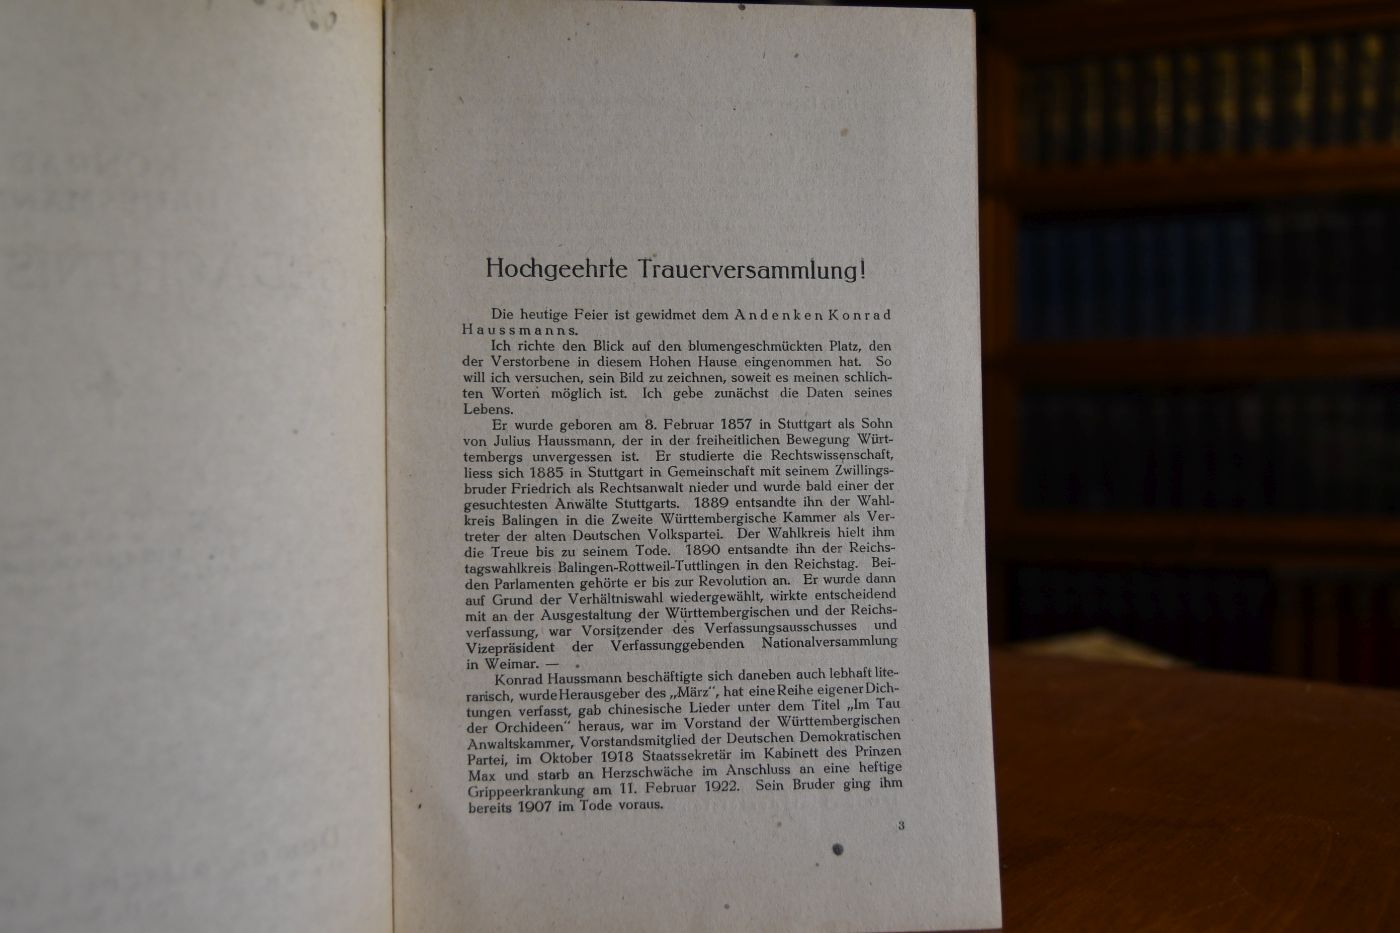 Hochgeehrte Trauerversammlung!
Die heutige Feier ist gewidmet dem Andenken Konrad
Haussmanns.
Ich richte den Blick auf den blumengeschmückten Platz, den
der Verstorbene in diesem Hohen Hause eingenommen hat. So
will ich versuchen, sein Bild zu zeichnen, soweit es meinen schlich-
ten Worten möglich ist. Ich gebe zunächst die Daten seines
Lebens.
Er wurde geboren am 8. Februar 1857 in Stuttgart als Sohn
von Julius Haussmann, der in der freiheitlichen Bewegung Würt-
tembergs unvergessen ist. Er studierte die Rechtswissenschaft,
liess sich 1885 in Stuttgart in Gemeinschaft mit seinem Zwillings-
bruder Friedrich als Rechtsanwalt nieder und wurde bald einer der
gesuchtesten Anwälte Stuttgarts. 1889 entsandte ihn der Wahl-
kreis Balingen in die Zweite Württembergische Kammer als Ver-
treter der alten Deutschen Volkspartei. Der Wahlkreis hielt ihm
die Treue bis zu seinem Tode. 1890 entsandte ihn der Reichs-
tagswahlkreis Balingen-Rottweil-Tuttlingen in den Reichstag. Bei-
den Parlamenten gehörte er bis zur Revolution an. Er wurde dann
auf Grund der Verhältniswahl wiedergewählt, wirkte entscheidend
mit an der Ausgestaltung der Württembergischen und der Reichs-
verfassung, war Vorsitzender des Verfassungsausschusses und
Vizepräsident der Verfassunggebenden Nationalversammlung
in Weimar. —
Konrad Haussmann beschäftigte sich daneben auch lebhaft lite-
rarisch, wurde Herausgeber des „März“, hat eine Reihe eigener Dich-
tungen verfasst, gab chinesische Lieder unter dem Titel „Im Tau
der Orchideen“ heraus, war im Vorstand der Württembergischen
Anwaltskammer, Vorstandsmitglied der Deutschen Demokratischen
Partei, im Oktober 1918 Staatssekretär im Kabinett des Prinzen
Max und starb an Herzschwäche im Anschluss an eine heftige
Grippeerkrankung am 11. Februar 1922. Sein Bruder ging ihm
bereits 1907 im Tode voraus.
3